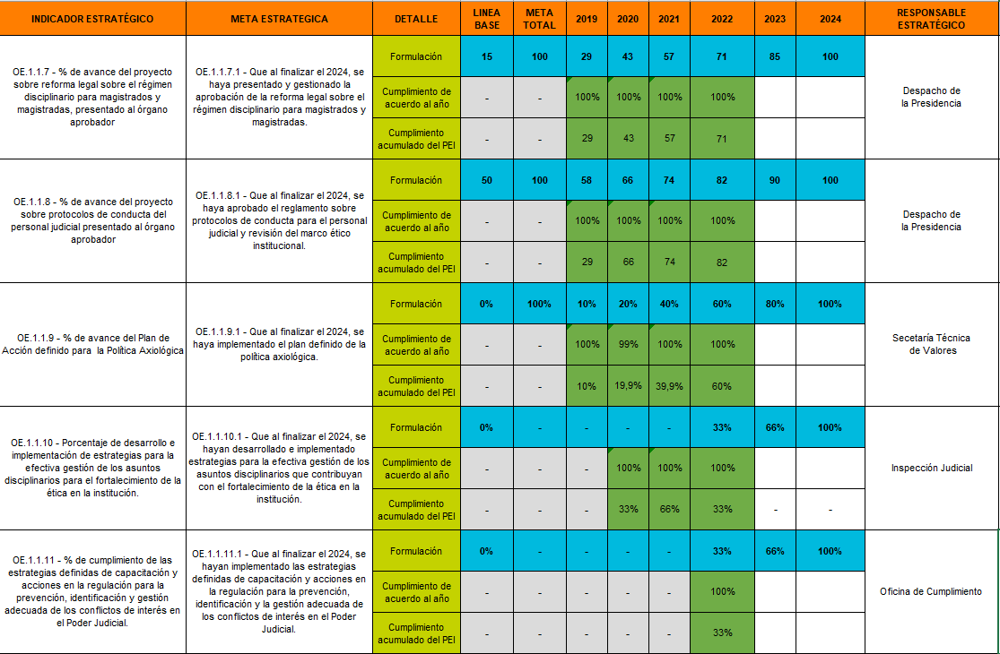 INDICADOR ESTRATÉGICO META ESTRATEGICA DETALLE LINEA BASE META TOTAL 2019 2020 2021 2022 2023 2024 RESPONSABLE ESTRATÉGICO
OE.1.1.7 - % de avance del proyecto
sobre reforma legal sobre el régimen
disciplinario para magistrados y
magistradas, presentado al órgano
aprobador
OE.1.1.7.1 - Que al finalizar el 2024, se
haya presentado y gestionado la
aprobación de la reforma legal sobre el
régimen disciplinario para magistrados y
magistradas.
Formulación 15 100 29 43 57 71 85 100
Cumplimiento de
acuerdo al año - - 100% 100% 100% 100%
Cumplimiento
acumulado del PEI - - 29 43 57 71
Despacho de
la Presidencia
OE.1.1.8 - % de avance del proyecto
sobre protocolos de conducta del
personal judicial presentado al órgano
aprobador
OE.1.1.8.1 - Que al finalizar el 2024, se
haya aprobado el reglamento sobre
protocolos de conducta para el personal
judicial y revisión del marco ético
institucional.
Formulación 50 100 58 66 74 82 90 100
Cumplimiento de
acuerdo al año - - 100% 100% 100% 100%
Cumplimiento
acumulado del PEI - - 29 66 74 82
Despacho de
la Presidencia
OE.1.1.9 - % de avance del Plan de
Acción definido para la Política Axiológica
OE.1.1.9.1 - Que al finalizar el 2024, se
haya implementado el plan definido de la
política axiológica.
Formulación 0% 100% 10% 20% 40% 60% 80% 100%
Cumplimiento de
acuerdo al año - - 100% 99% 100% 100%
Cumplimiento
acumulado del PEI - - 10% 19,9% 39,9% 60%
Secretaría Técnica
de Valores
OE.1.1.10 - Porcentaje de desarrollo e
implementación de estrategias para la
efectiva gestión de los asuntos
disciplinarios para el fortalecimiento de la
ética en la institución.
OE.1.1.10.1 - Que al finalizar el 2024, se
hayan desarrollado e implementado
estrategias para la efectiva gestión de los
asuntos disciplinarios que contribuyan
con el fortalecimiento de la ética en la
institución.
Formulación 0% - - - - 33% 66% 100%
Cumplimiento de
acuerdo al año - - - 100% 100% 100%
Cumplimiento
acumulado del PEI - - - 33% 66% 33% - -
Inspección Judicial
OE.1.1.11 - % de cumplimiento de las
estrategias definidas de capacitación y
acciones en la regulación para la
prevención, identificación y gestión
adecuada de los conflictos de interés en
el Poder Judicial.
OE.1.1.11.1 - Que al finalizar el 2024, se
hayan implementado las estrategias
definidas de capacitación y acciones en
la regulación para la prevención,
identificación y la gestión adecuada de
los conflictos de interés en el Poder
Judicial.
Formulación 0% - - - - 33% 66% 100%
Cumplimiento de
acuerdo al año - - - - - 100%
Cumplimiento
acumulado del PEI - - - - - 33%
Oficina de Cumplimiento